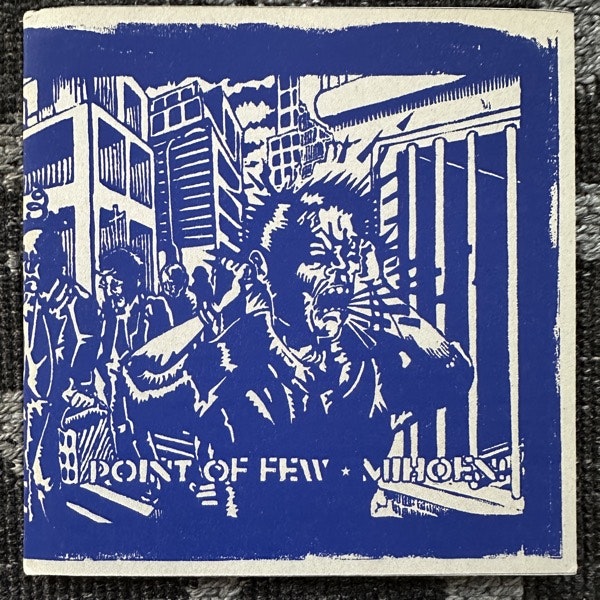 POINT OF FEW ★ MIHOEN!